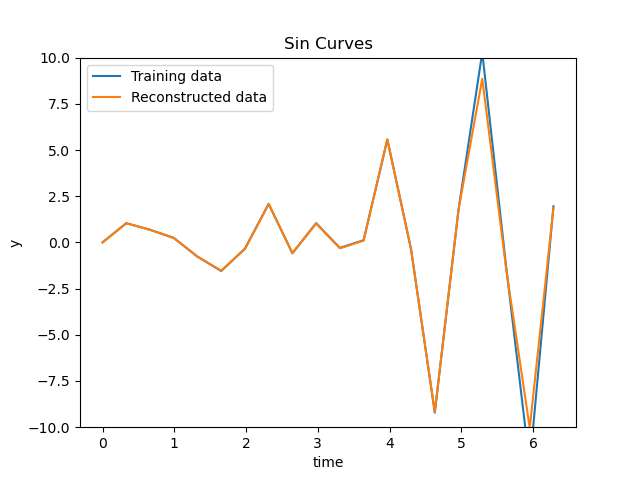 Sin Curves
Training data
Reconstructed data
10.0
7.5
5.0
2.5
0.0
−2.5
−5.0
−7.5
−10.0
y
0 1 2 3 4 5 6
time